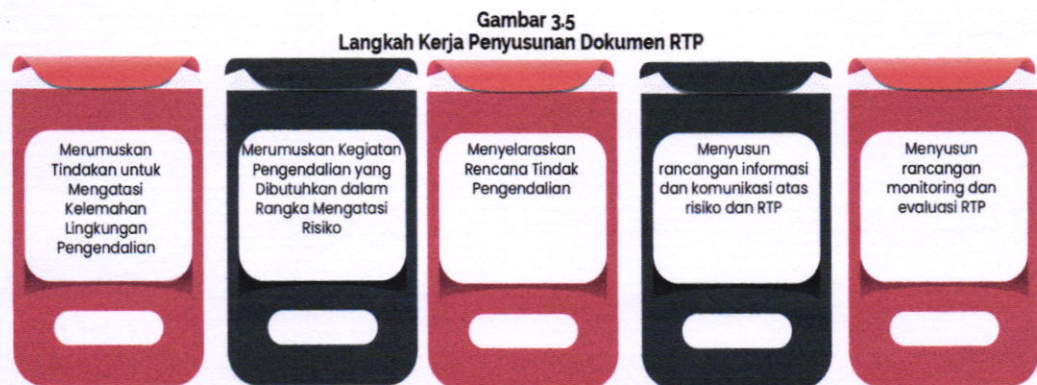 Gambar 3.5
Langkah Kerja Penyusunan Dokumen RTP
Merumuskan
Tindakan untuk
Mengatasi
Kelemahan
Lingkungan
Pengendalian
Merumuskan Kegiatan
Pengendalian yang
Dibutuhkan dalam
Rangka Mengatasi
Risiko
Menyelaraskan
Rencana Tindak
Pengendalian
Menyusun
rancangan informasi
dan komunikasi atas
risiko dan RTP
Menyusun
rancangan
monitoring dan
evaluasi RTP